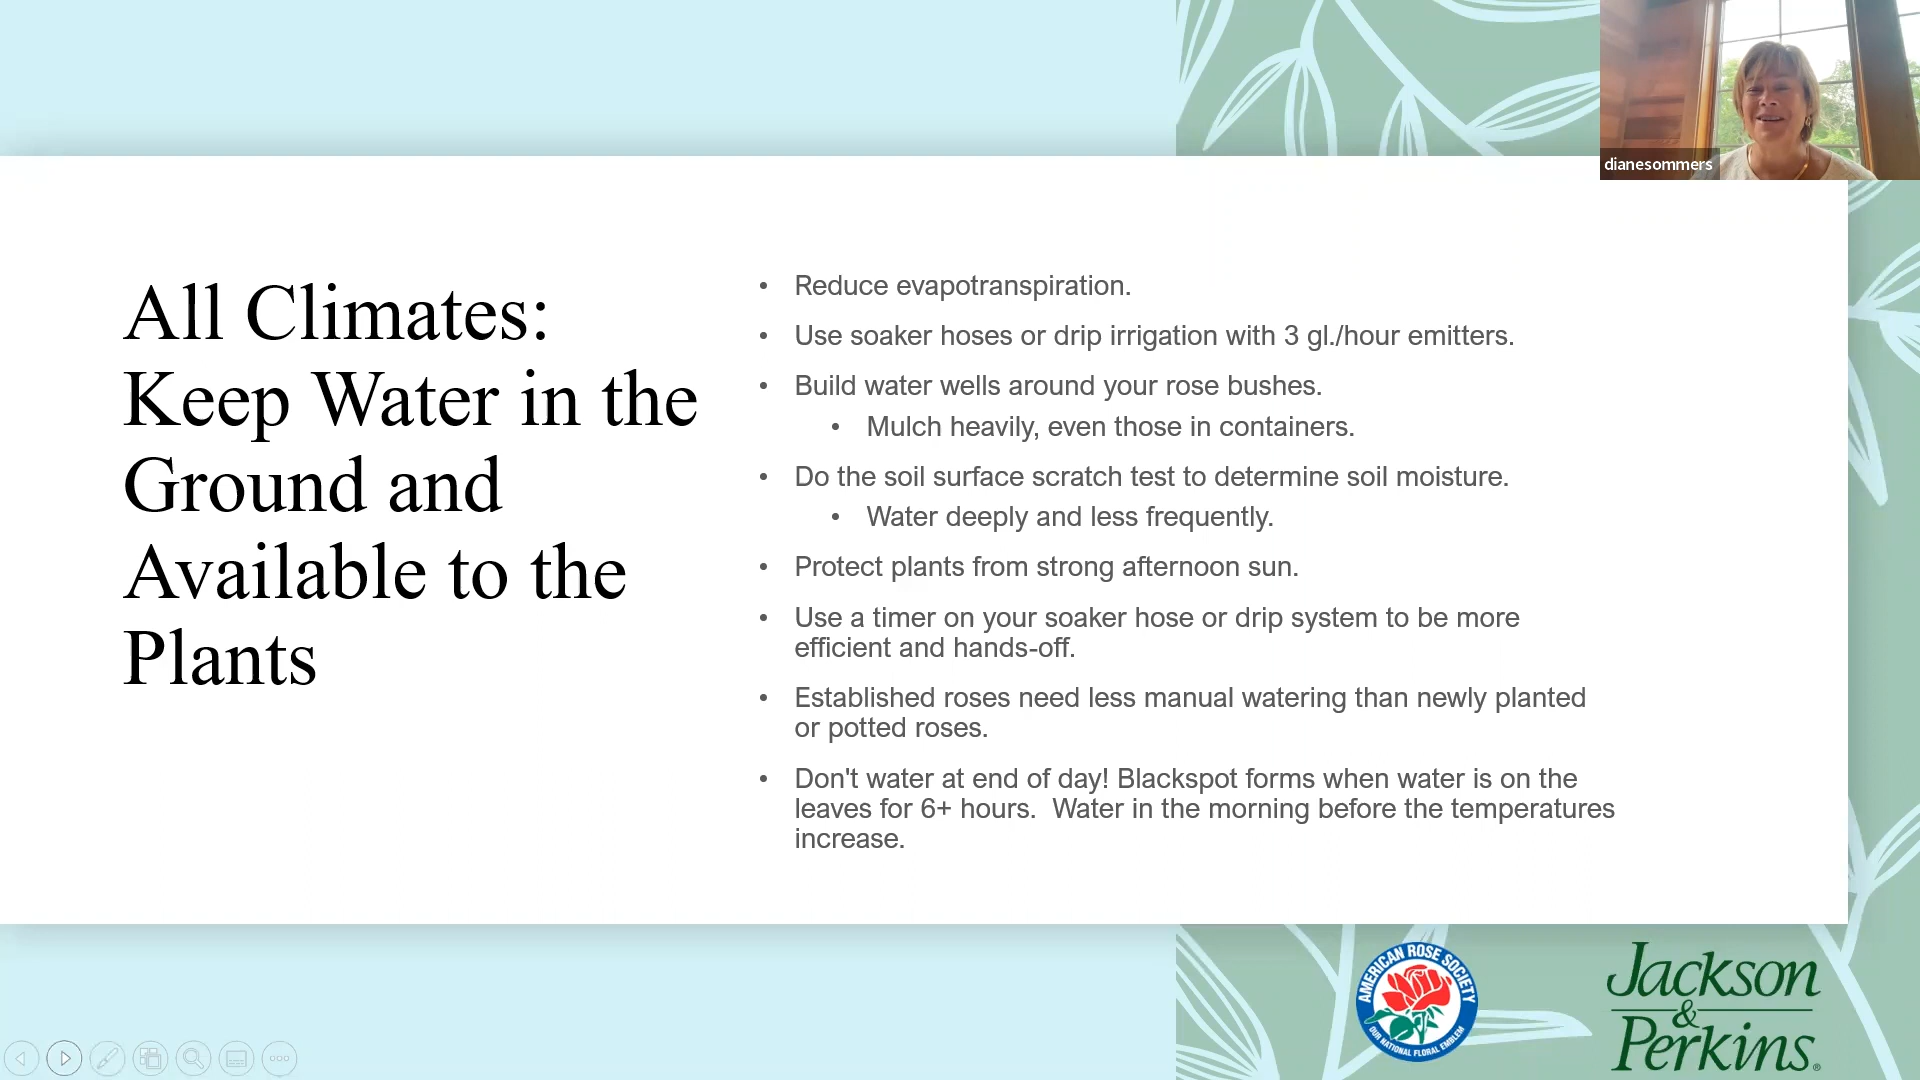 dianesommers
All Climates:
Keep Water in the
Ground and
Available to the
Plants
• Reduce evapotranspiration.
• Use soaker hoses or drip irrigation with 3 gl./hour emitters.
• Build water wells around your rose bushes.
• Mulch heavily, even those in containers.
• Do the soil surface scratch test to determine soil moisture.
• Water deeply and less frequently.
• Protect plants from strong afternoon sun.
• Use a timer on your soaker hose or drip system to be more
efficient and hands-off.
• Established roses need less manual watering than newly planted
or potted roses.
• Don't water at end of day! Blackspot forms when water is on the
leaves for 6+ hours.  Water in the morning before the temperatures
increase.
AMERICAN ROSE SOCIETY
OUR NATIONAL FLORAL EMBLEM
Jackson
&
Perkins®